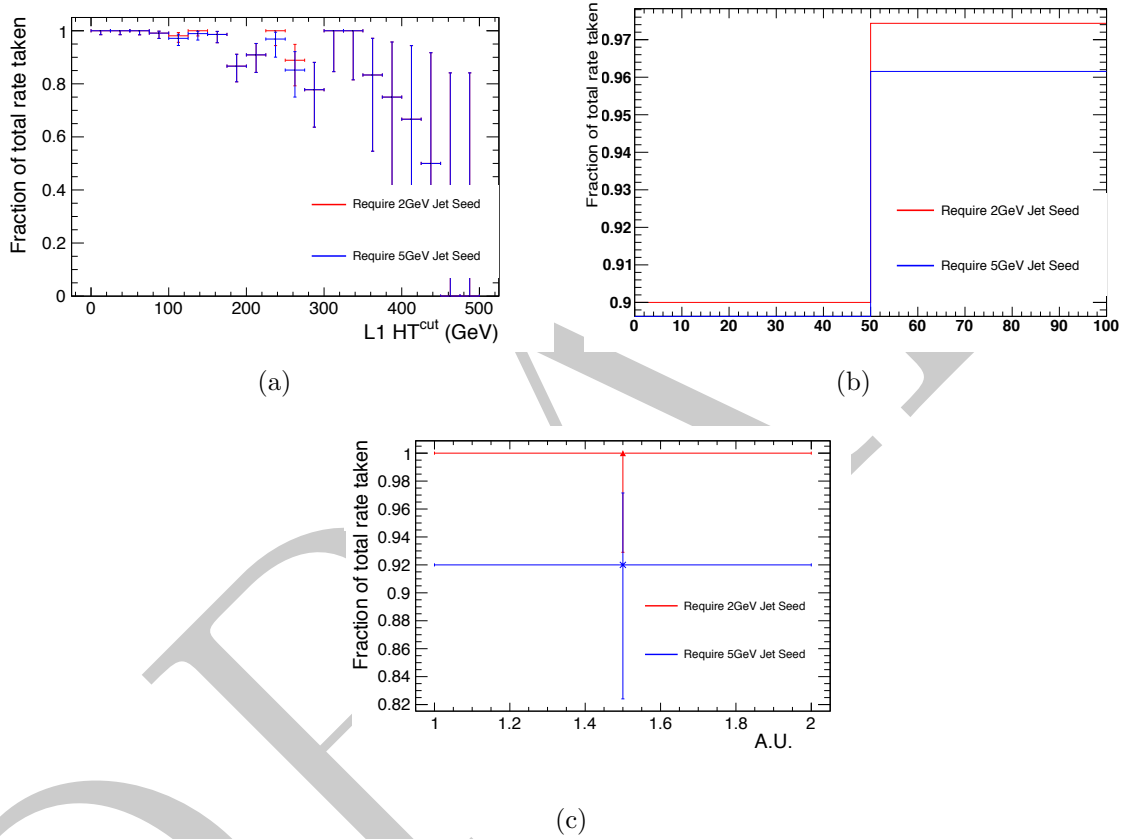 Fraction of total rate taken
1
0.8
0.6
0.4
0.2
0
0 100 200 300 400 500
L1 HT^cut (GeV)
Require 2GeV Jet Seed
Require 5GeV Jet Seed
(a)
Fraction of total rate taken
0.97
0.96
0.95
0.94
0.93
0.92
0.91
0.9
0 10 20 30 40 50 60 70 80 90 100
Require 2GeV Jet Seed
Require 5GeV Jet Seed
(b)
Fraction of total rate taken
1
0.98
0.96
0.94
0.92
0.9
0.88
0.86
0.84
0.82
1 1.2 1.4 1.6 1.8 2
A.U.
Require 2GeV Jet Seed
Require 5GeV Jet Seed
(c)